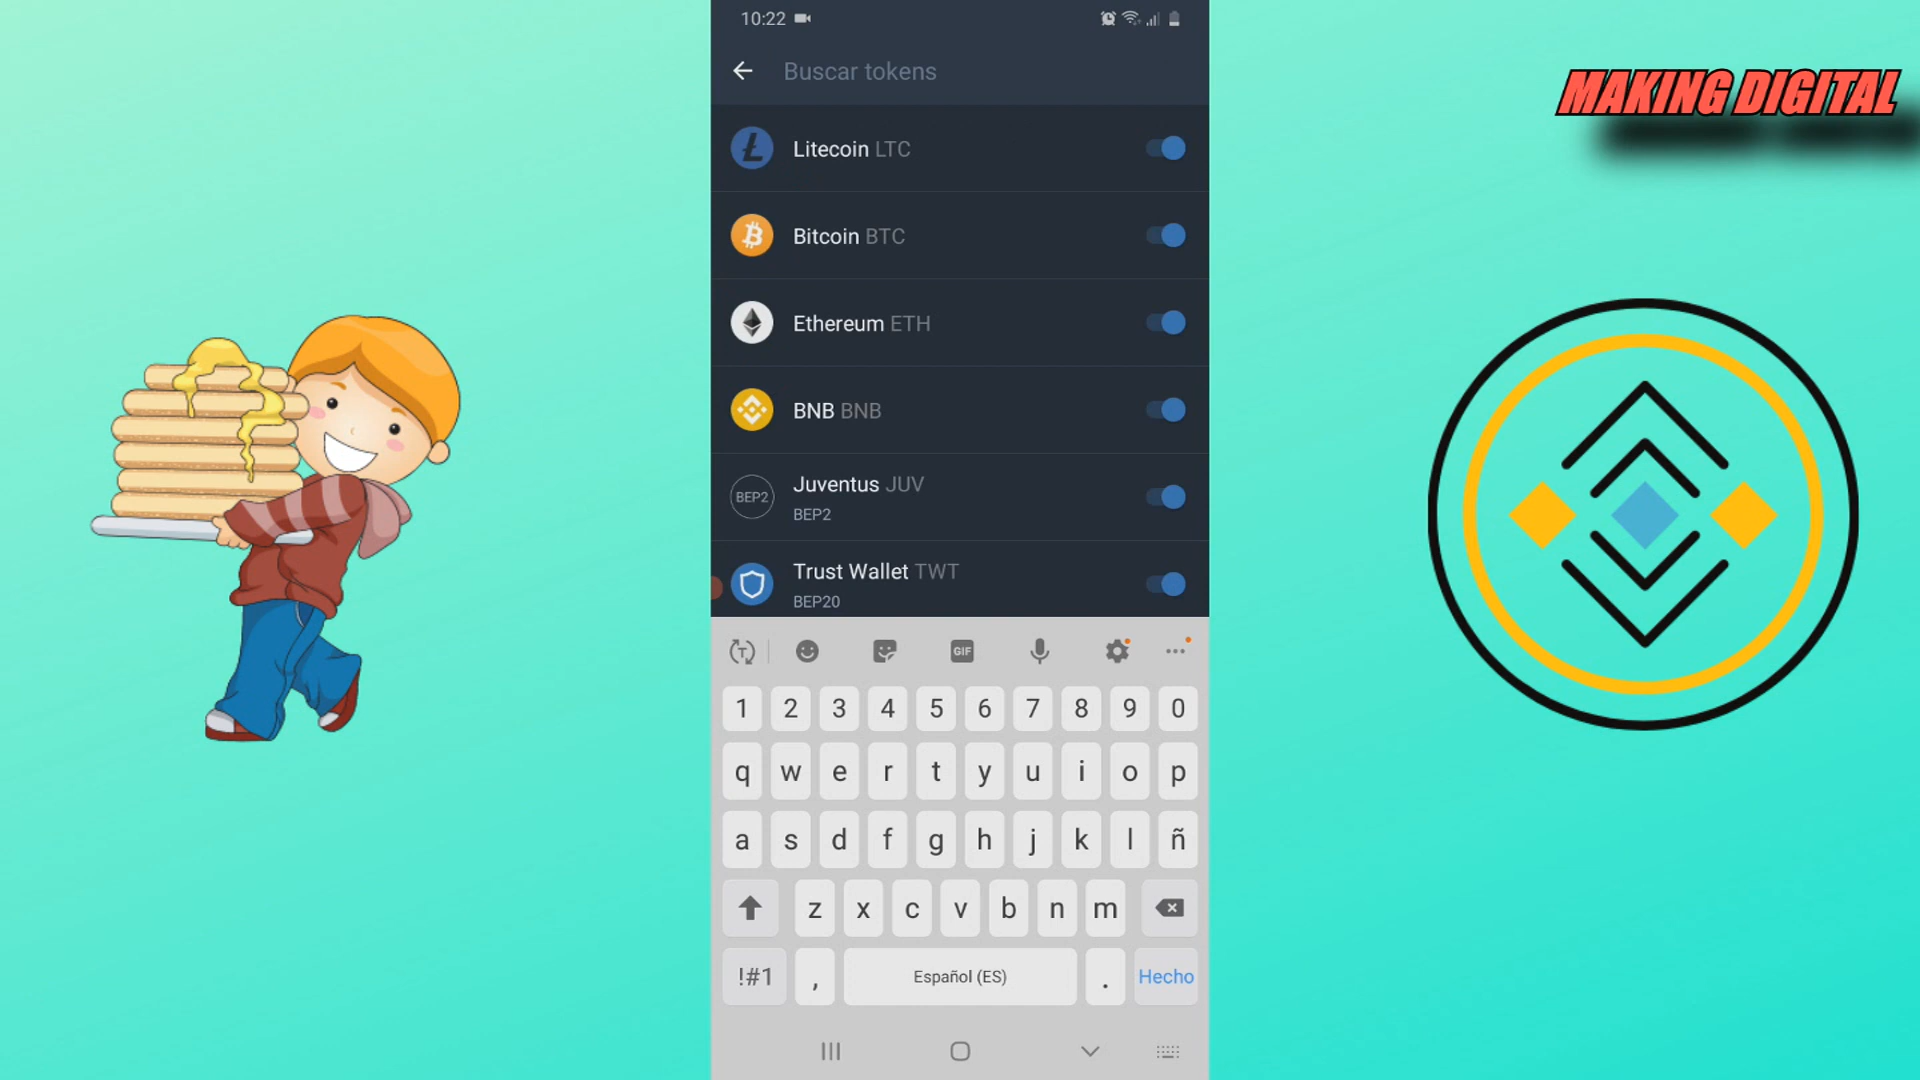 10:22
Buscar tokens
MAKING DIGITAL
Litecoin LTC
Bitcoin BTC
Ethereum ETH
BNB BNB
BEP2
Juventus JUV
BEP2
Trust Wallet TWT
BEP20
T
GIF
1 2 3 4 5 6 7 8 9 0
q w e r t y u i o p
a s d f g h j k l ñ
z x c v b n m
!#1 , Español (ES) . Hecho